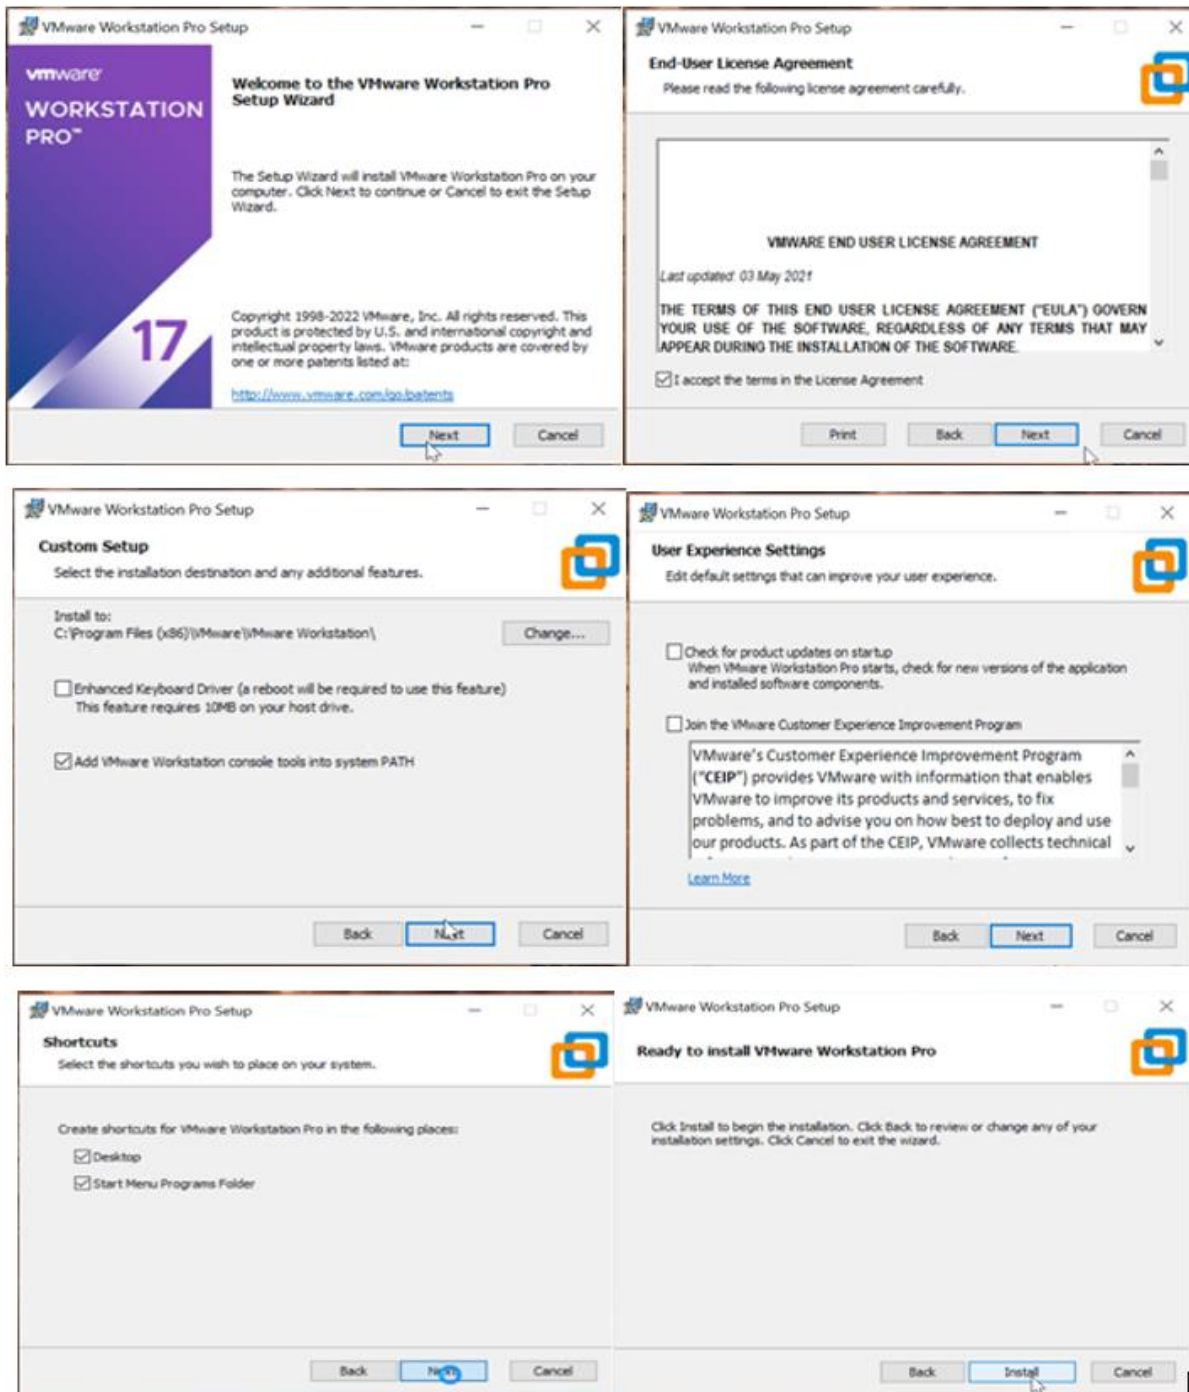 VMware Workstation Pro Setup
vmware
WORKSTATION
PRO™
17
Welcome to the VMware Workstation Pro
Setup Wizard
The Setup Wizard will install VMware Workstation Pro on your
computer. Click Next to continue or Cancel to exit the Setup
Wizard.
Copyright 1998-2022 VMware, Inc. All rights reserved. This
product is protected by U.S. and international copyright and
intellectual property laws. VMware products are covered by
one or more patents listed at:
http://www.vmware.com/go/patents
Next Cancel
VMware Workstation Pro Setup
End-User License Agreement
Please read the following license agreement carefully.
VMWARE END USER LICENSE AGREEMENT
Last updated: 03 May 2021
THE TERMS OF THIS END USER LICENSE AGREEMENT ("EULA") GOVERN
YOUR USE OF THE SOFTWARE, REGARDLESS OF ANY TERMS THAT MAY
APPEAR DURING THE INSTALLATION OF THE SOFTWARE.
I accept the terms in the License Agreement
Print Back Next Cancel
VMware Workstation Pro Setup
Custom Setup
Select the installation destination and any additional features.
Install to:
C:\Program Files (x86)\VMware\VMware Workstation\
Change...
Enhanced Keyboard Driver (a reboot will be required to use this feature)
This feature requires 10MB on your host drive.
Add VMware Workstation console tools into system PATH
Back Next Cancel
VMware Workstation Pro Setup
User Experience Settings
Edit default settings that can improve your user experience.
Check for product updates on startup
When VMware Workstation Pro starts, check for new versions of the application
and installed software components.
Join the VMware Customer Experience Improvement Program
VMware's Customer Experience Improvement Program
("CEIP") provides VMware with information that enables
VMware to improve its products and services, to fix
problems, and to advise you on how best to deploy and use
our products. As part of the CEIP, VMware collects technical
Learn More
Back Next Cancel
VMware Workstation Pro Setup
Shortcuts
Select the shortcuts you wish to place on your system.
Create shortcuts for VMware Workstation Pro in the following places:
Desktop
Start Menu Programs Folder
Back Next Cancel
VMware Workstation Pro Setup
Ready to install VMware Workstation Pro
Click Install to begin the installation. Click Back to review or change any of your
installation settings. Click Cancel to exit the wizard.
Back Install Cancel